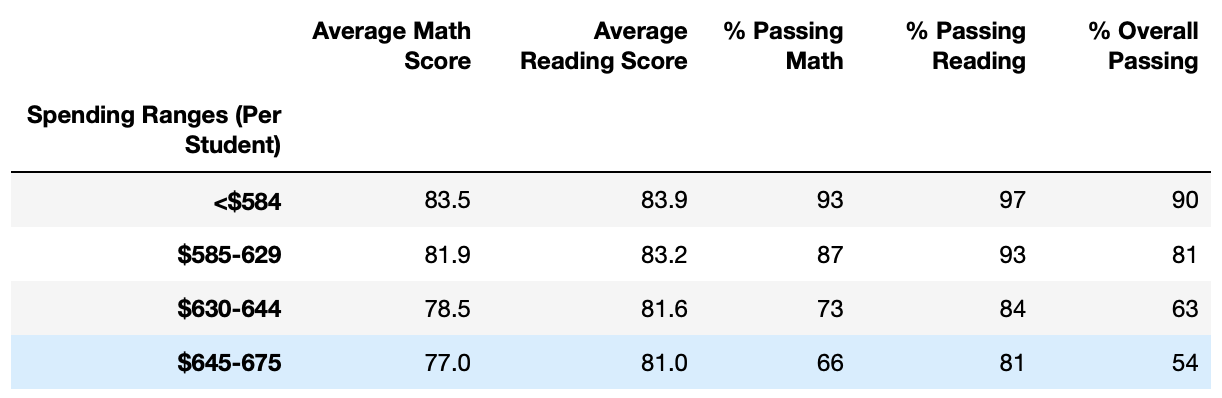 Average Math Score Average Reading Score % Passing Math % Passing Reading % Overall Passing
Spending Ranges (Per Student)
<$584 83.5 83.9 93 97 90
$585-629 81.9 83.2 87 93 81
$630-644 78.5 81.6 73 84 63
$645-675 77.0 81.0 66 81 54